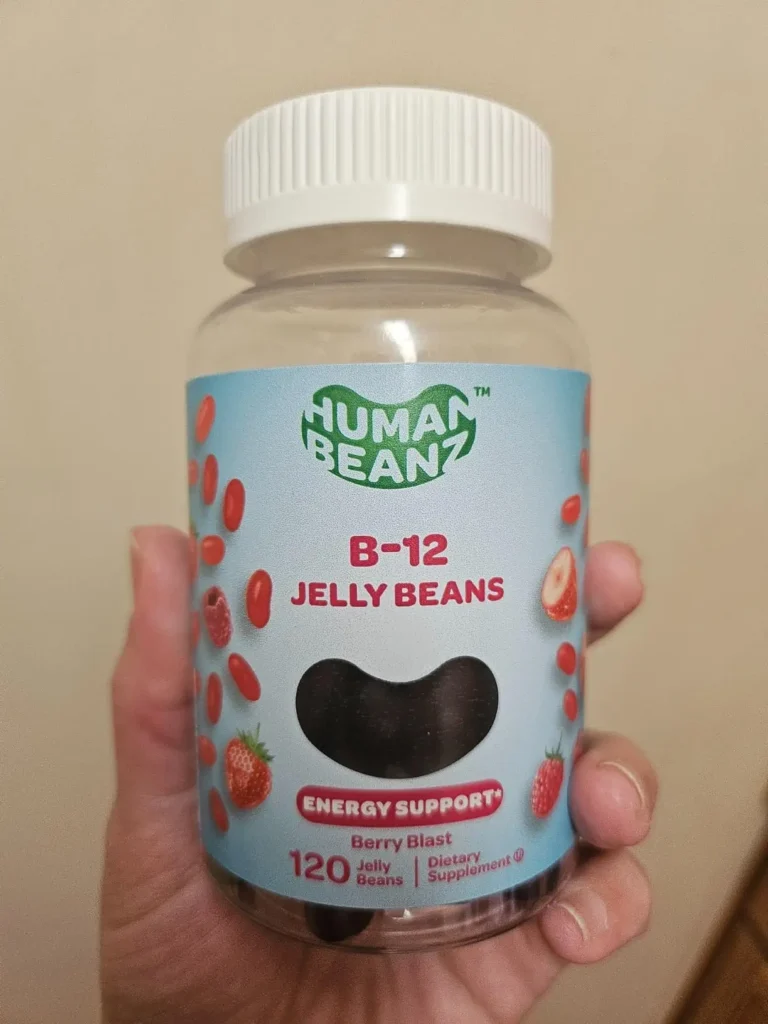 HUMAN
BEANZ
™
B-12
JELLY BEANS
ENERGY SUPPORT*
Berry Blast
120 Jelly Beans | Dietary Supplement